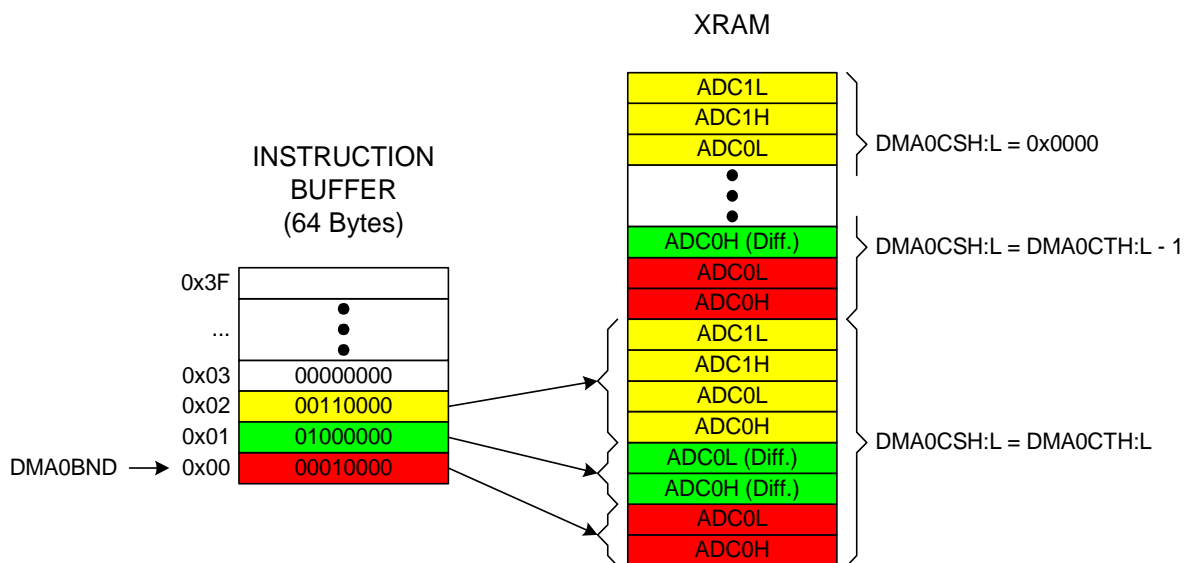 XRAM
INSTRUCTION
BUFFER
(64 Bytes)
0x3F
...
0x03 00000000
0x02 00110000
0x01 01000000
DMA0BND 0x00 00010000
ADC1L
ADC1H
ADC0L
ADC0H (Diff.)
ADC0L
ADC0H
ADC1L
ADC1H
ADC0L
ADC0H
ADC0L (Diff.)
ADC0H (Diff.)
ADC0L
ADC0H
DMA0CSH:L = 0x0000
DMA0CSH:L = DMA0CTH:L - 1
DMA0CSH:L = DMA0CTH:L